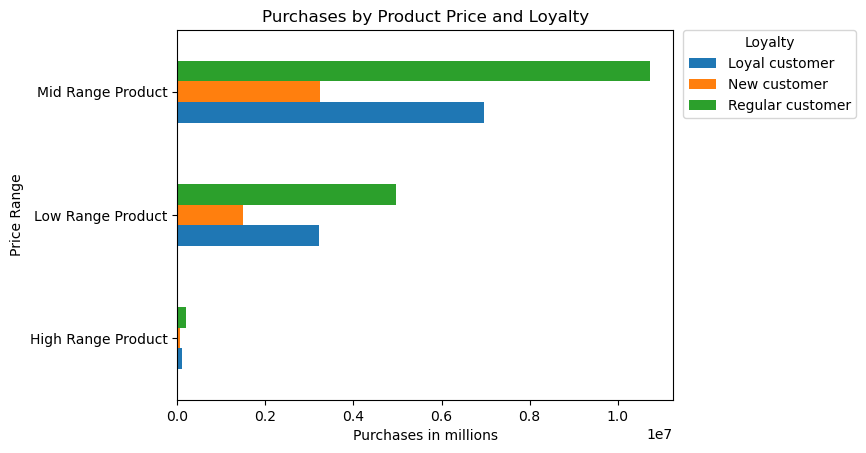 Purchases by Product Price and Loyalty
Loyalty
Loyal customer
New customer
Regular customer
Price Range
Mid Range Product
Low Range Product
High Range Product
0.0 0.2 0.4 0.6 0.8 1.0
1e7
Purchases in millions